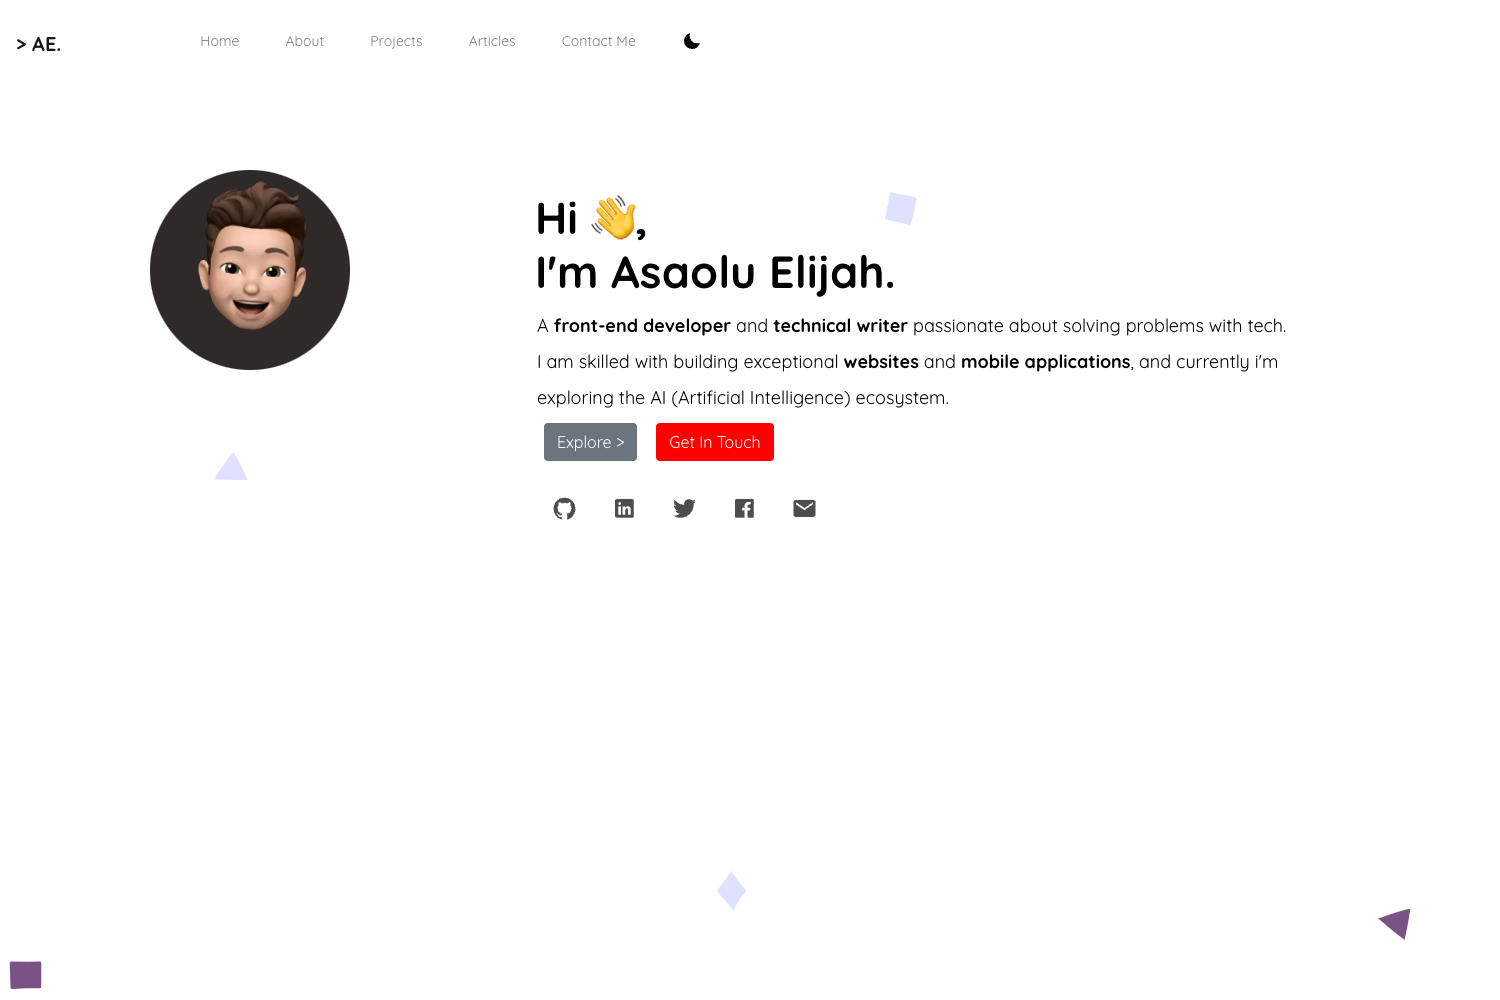 > AE.
Home About Projects Articles Contact Me
Hi 👋,
I'm Asaolu Elijah.
A front-end developer and technical writer passionate about solving problems with tech.
I am skilled with building exceptional websites and mobile applications, and currently i'm
exploring the AI (Artificial Intelligence) ecosystem.
Explore > Get In Touch